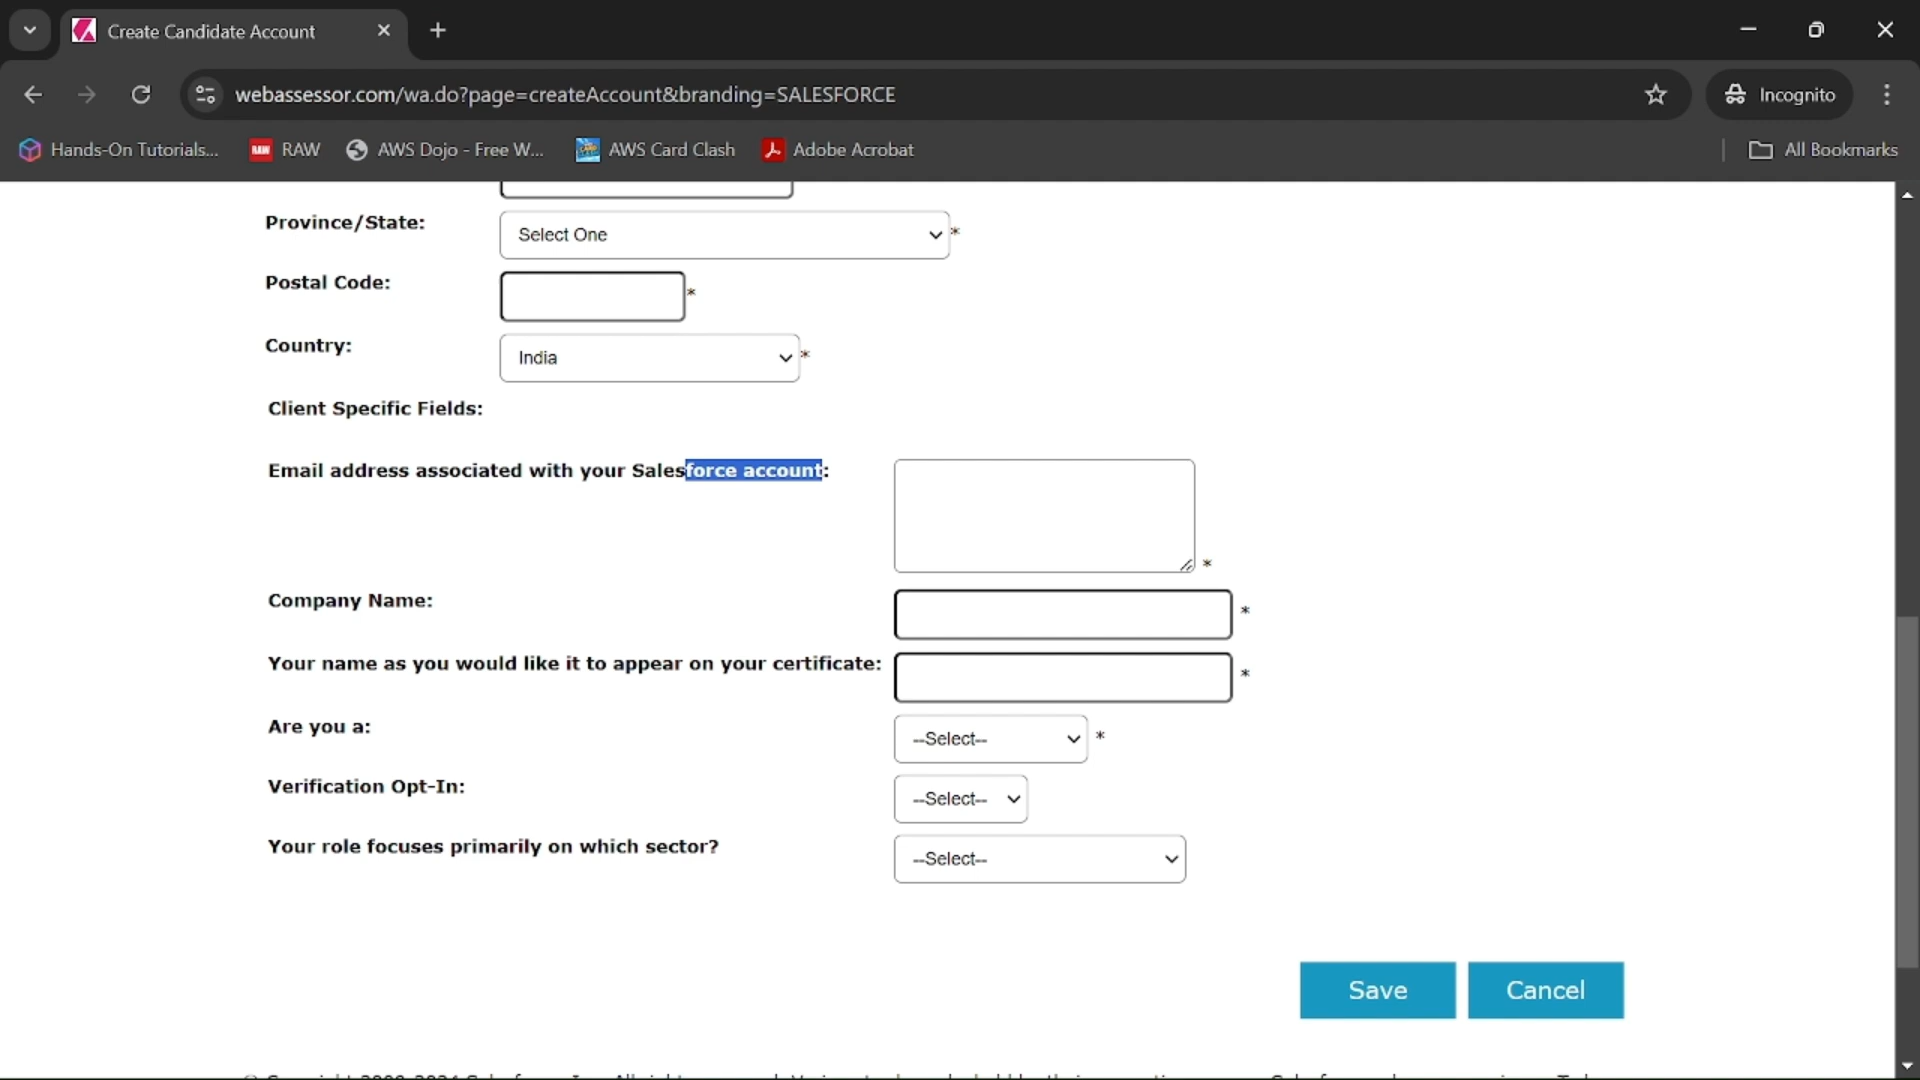 Create Candidate Account
webassessor.com/wa.do?page=createAccount&branding=SALESFORCE
Incognito
Hands-On Tutorials...
RAW
AWS Dojo - Free W...
AWS Card Clash
Adobe Acrobat
All Bookmarks
Province/State:
Select One
*
Postal Code:
*
Country:
India
*
Client Specific Fields:
Email address associated with your Salesforce account:
*
Company Name:
*
Your name as you would like it to appear on your certificate:
*
Are you a:
--Select--
*
Verification Opt-In:
--Select--
Your role focuses primarily on which sector?
--Select--
Save
Cancel